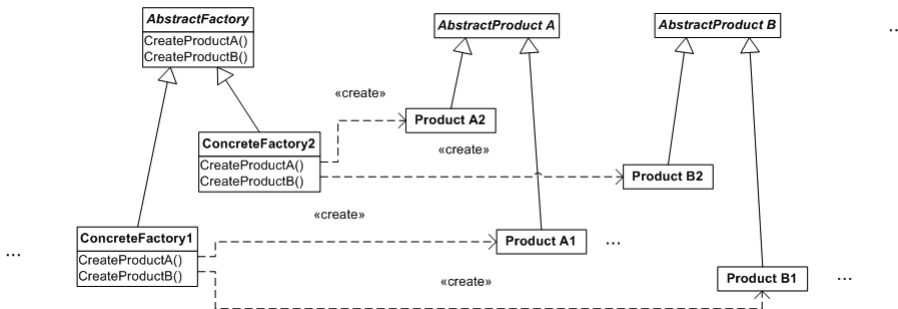 AbstractFactory
CreateProductA()
CreateProductB()
AbstractProduct A
AbstractProduct B
..
«create»
Product A2
ConcreteFactory2
CreateProductA()
CreateProductB()
«create»
Product B2
«create»
ConcreteFactory1
CreateProductA()
CreateProductB()
...
Product A1
...
«create»
Product B1
...